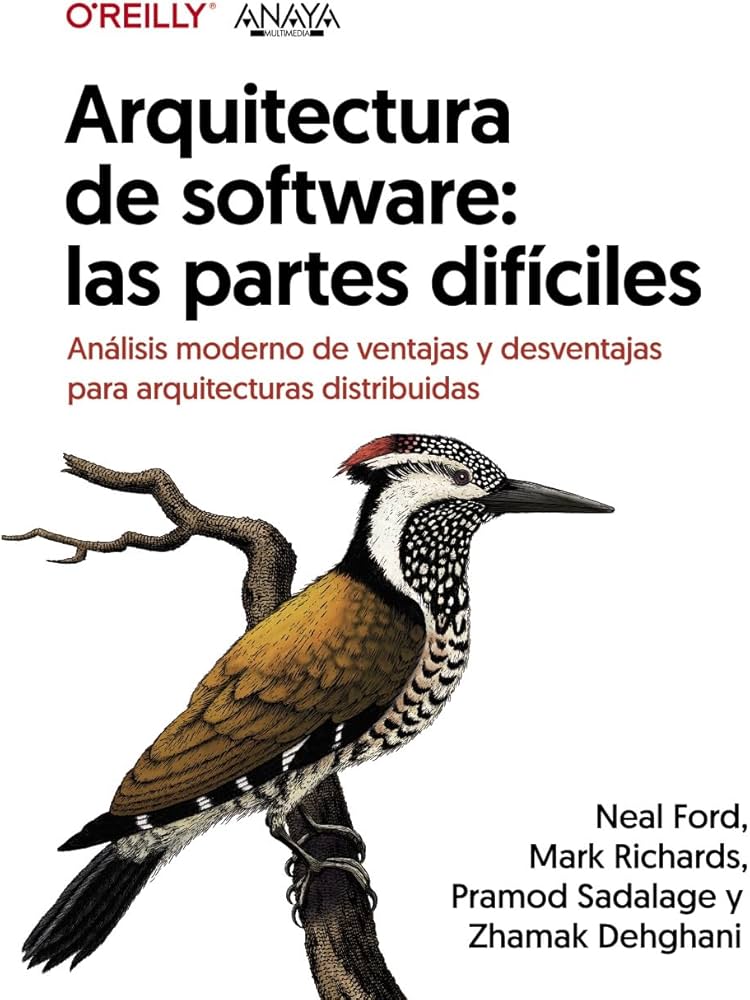 O'REILLY® ANAYA
MULTIMEDIA
Arquitectura
de software:
las partes difíciles
Análisis moderno de ventajas y desventajas
para arquitecturas distribuidas
Neal Ford,
Mark Richards,
Pramod Sadalage y
Zhamak Dehghani